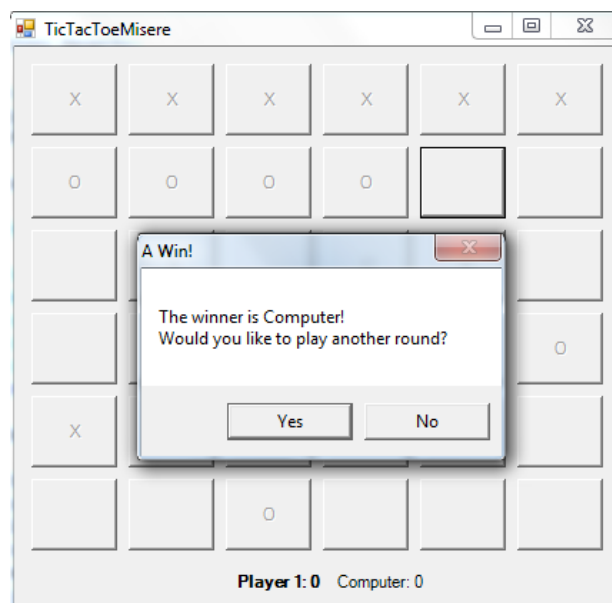 TicTacToeMisere
X X X X X X
O O O O
A Win!
The winner is Computer!
Would you like to play another round?
O
Yes No
X
O
Player 1: 0 Computer: 0